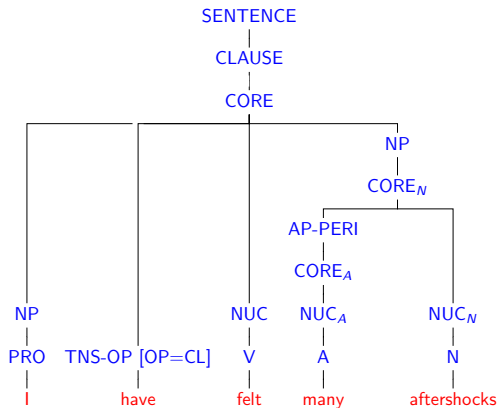 SENTENCE
CLAUSE
CORE
NP
CORE_N
AP-PERI
CORE_A
NP NUC NUC_A NUC_N
PRO TNS-OP [OP=CL] V A N
I have felt many aftershocks